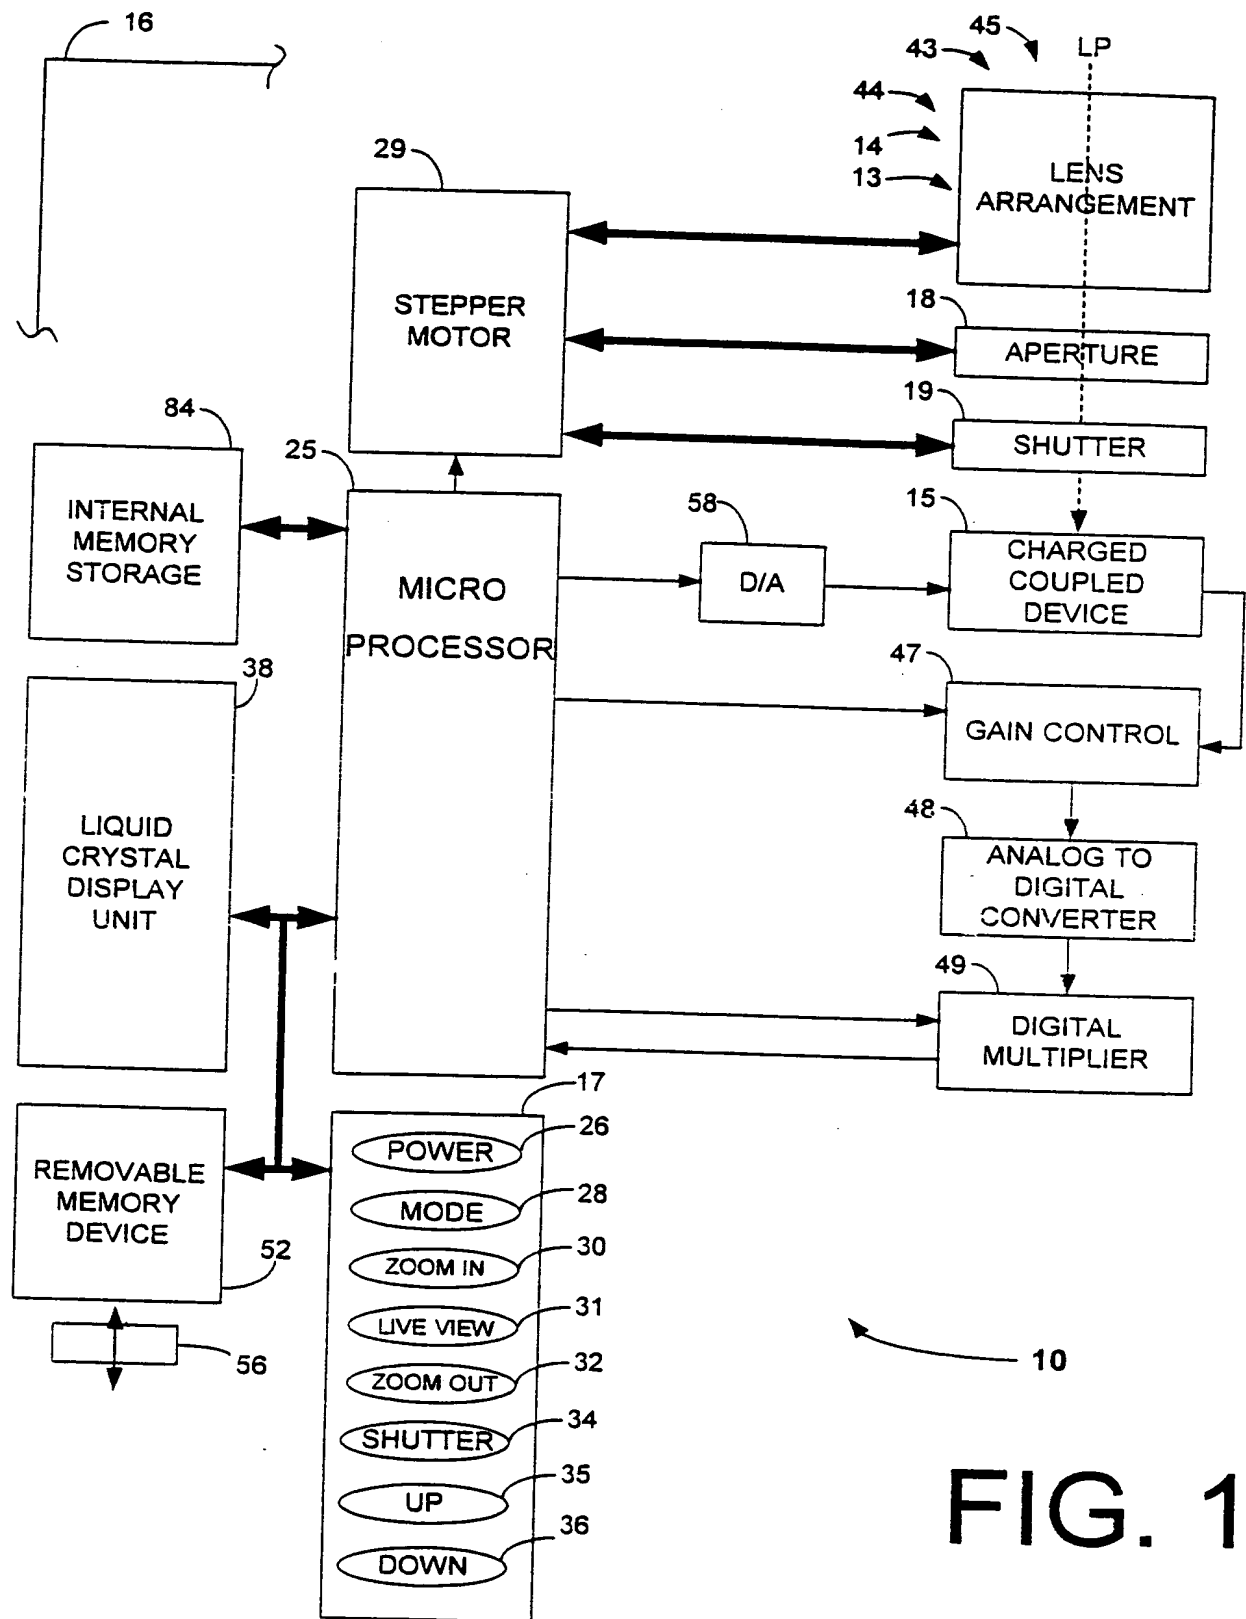 16
45
43
LP
44
14
13
LENS
ARRANGEMENT
29
STEPPER
MOTOR
18
APERTURE
19
SHUTTER
84
INTERNAL
MEMORY
STORAGE
25
MICRO
PROCESSOR
58
D/A
15
CHARGED
COUPLED
DEVICE
47
GAIN CONTROL
38
LIQUID
CRYSTAL
DISPLAY
UNIT
48
ANALOG TO
DIGITAL
CONVERTER
49
DIGITAL
MULTIPLIER
REMOVABLE
MEMORY
DEVICE
52
56
17
POWER
26
MODE
28
ZOOM IN
30
LIVE VIEW
31
ZOOM OUT
32
SHUTTER
34
UP
35
DOWN
36
10
FIG. 1